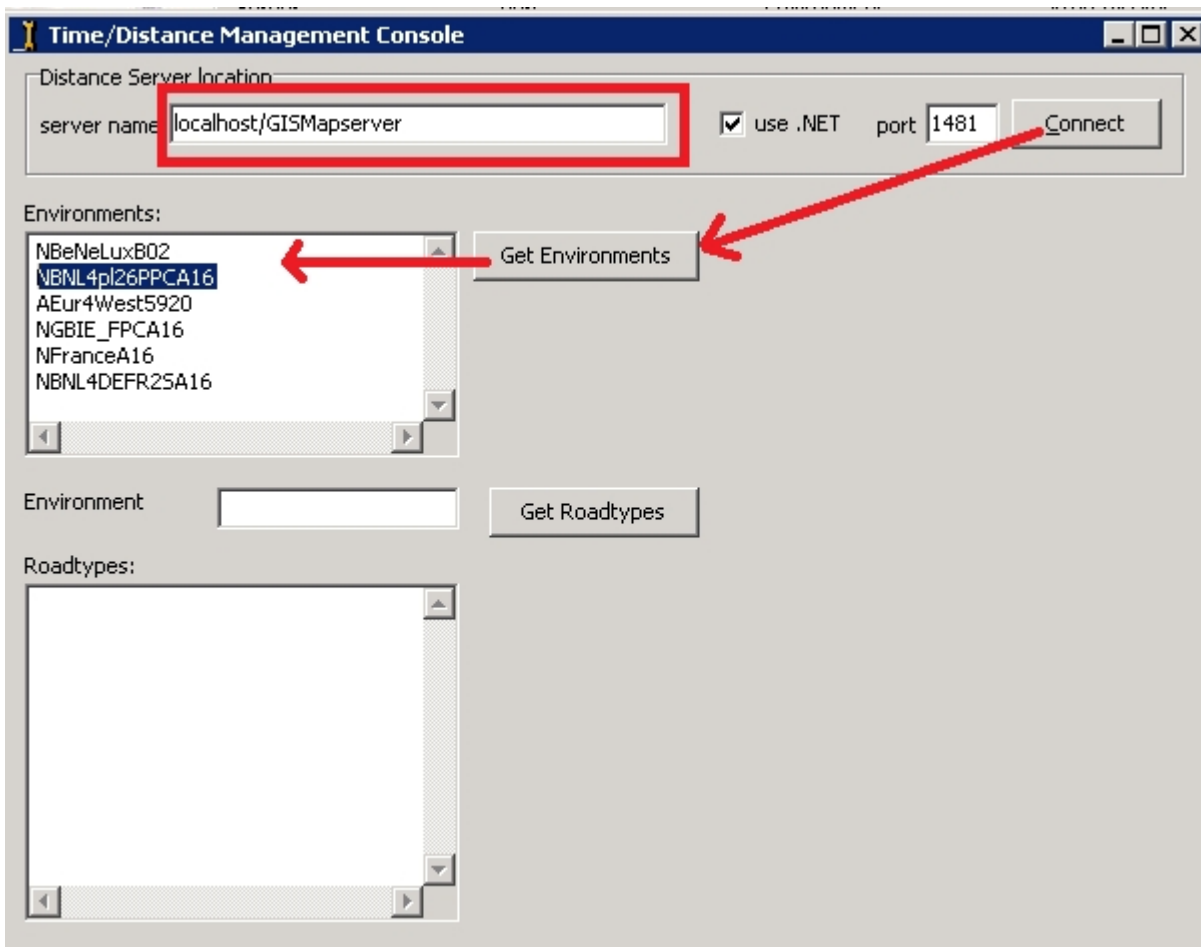 Time/Distance Management Console
Distance Server location
server name localhost/GISMapserver use .NET port 1481 Connect
Environments:
NBeNeLuxB02
Get Environments
NBNL4pl26PPCA16
AEur4West5920
NGBIE_FPCA16
NFranceA16
NBNL4DEFR2SA16
Environment Get Roadtypes
Roadtypes: